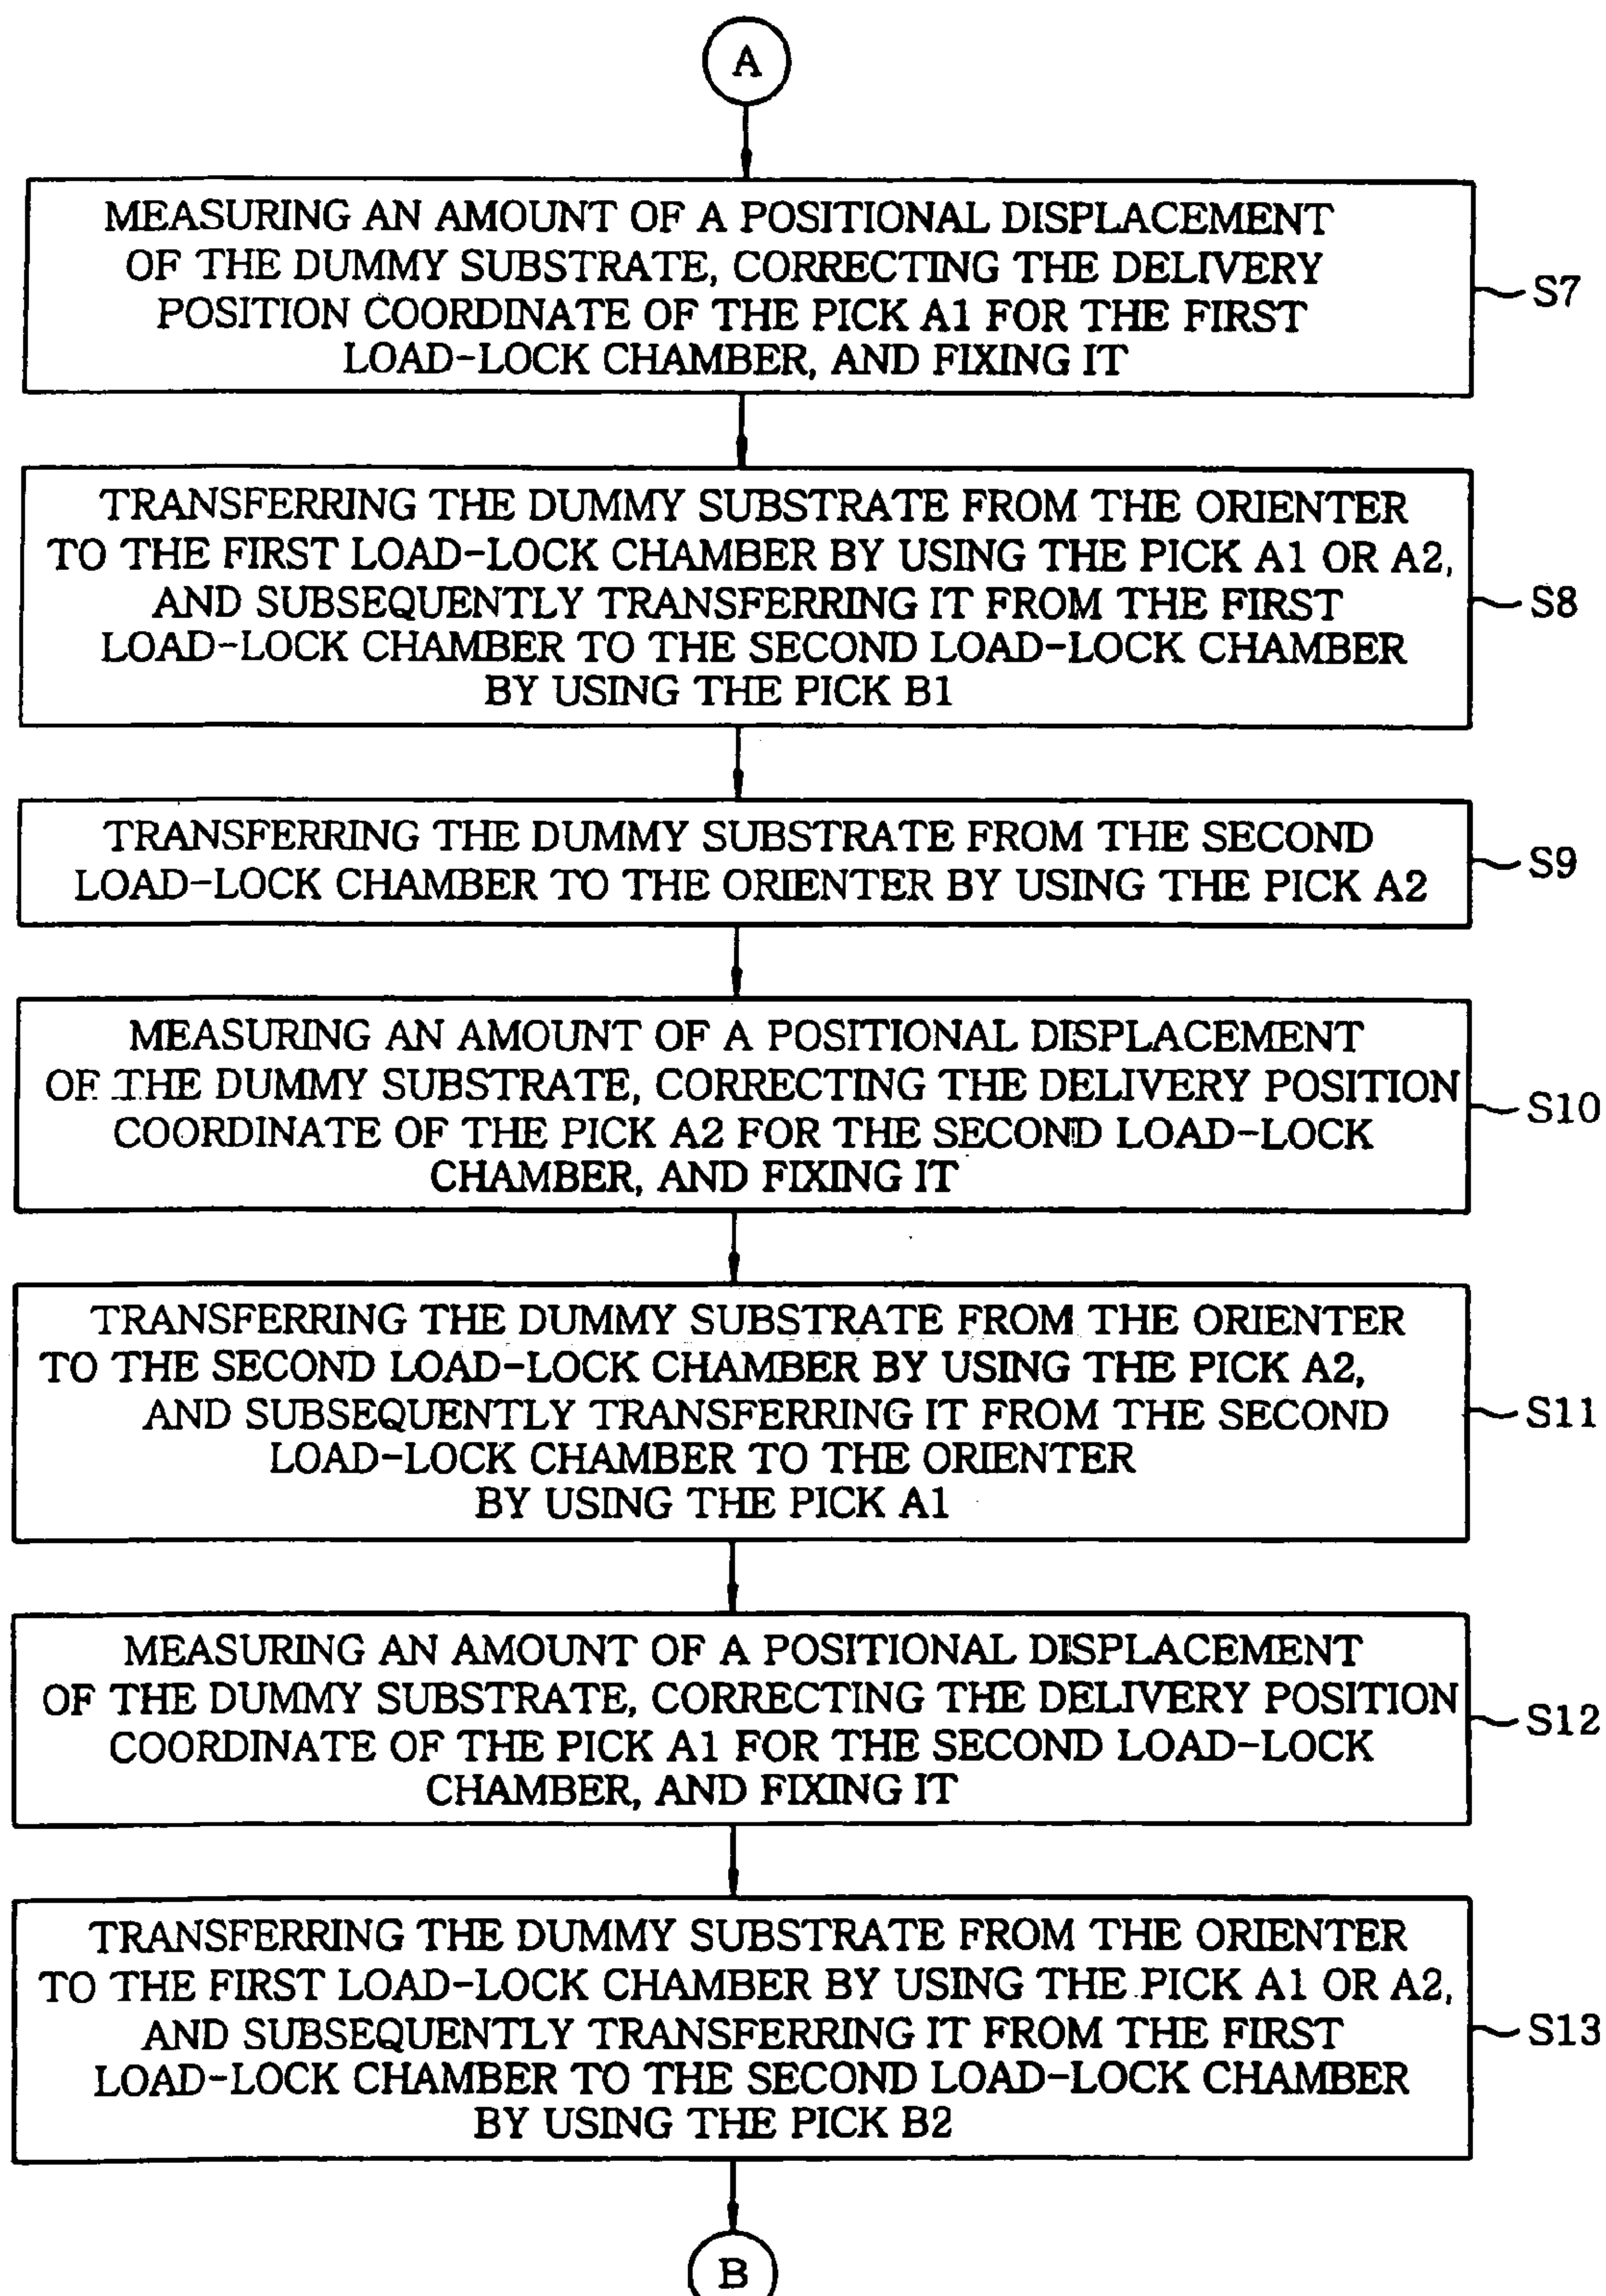 A
MEASURING AN AMOUNT OF A POSITIONAL DISPLACEMENT
OF THE DUMMY SUBSTRATE, CORRECTING THE DELIVERY
POSITION COORDINATE OF THE PICK A1 FOR THE FIRST
LOAD-LOCK CHAMBER, AND FIXING IT
S7
TRANSFERRING THE DUMMY SUBSTRATE FROM THE ORIENTER
TO THE FIRST LOAD-LOCK CHAMBER BY USING THE PICK A1 OR A2,
AND SUBSEQUENTLY TRANSFERRING IT FROM THE FIRST
LOAD-LOCK CHAMBER TO THE SECOND LOAD-LOCK CHAMBER
BY USING THE PICK B1
S8
TRANSFERRING THE DUMMY SUBSTRATE FROM THE SECOND
LOAD-LOCK CHAMBER TO THE ORIENTER BY USING THE PICK A2
S9
MEASURING AN AMOUNT OF A POSITIONAL DISPLACEMENT
OF THE DUMMY SUBSTRATE, CORRECTING THE DELIVERY POSITION
COORDINATE OF THE PICK A2 FOR THE SECOND LOAD-LOCK
CHAMBER, AND FIXING IT
S10
TRANSFERRING THE DUMMY SUBSTRATE FROM THE ORIENTER
TO THE SECOND LOAD-LOCK CHAMBER BY USING THE PICK A2,
AND SUBSEQUENTLY TRANSFERRING IT FROM THE SECOND
LOAD-LOCK CHAMBER TO THE ORIENTER
BY USING THE PICK A1
S11
MEASURING AN AMOUNT OF A POSITIONAL DISPLACEMENT
OF THE DUMMY SUBSTRATE, CORRECTING THE DELIVERY POSITION
COORDINATE OF THE PICK A1 FOR THE SECOND LOAD-LOCK
CHAMBER, AND FIXING IT
S12
TRANSFERRING THE DUMMY SUBSTRATE FROM THE ORIENTER
TO THE FIRST LOAD-LOCK CHAMBER BY USING THE PICK A1 OR A2,
AND SUBSEQUENTLY TRANSFERRING IT FROM THE FIRST
LOAD-LOCK CHAMBER TO THE SECOND LOAD-LOCK CHAMBER
BY USING THE PICK B2
S13
B